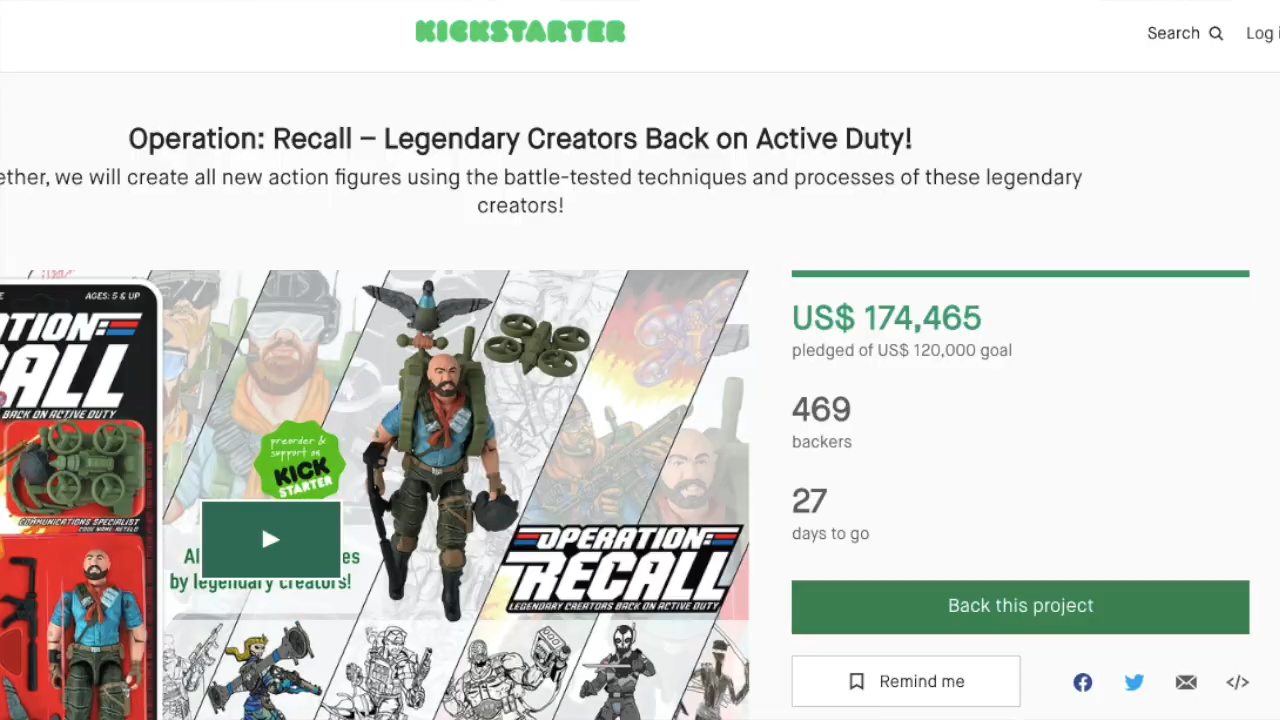 KICKSTARTER
Search
Log i
Operation: Recall – Legendary Creators Back on Active Duty!
ether, we will create all new action figures using the battle-tested techniques and processes of these legendary
creators!
AGES: 5 & UP
ATION:
CALL
BACK ON ACTIVE DUTY
COMMUNICATIONS SPECIALIST
preorder &
support on
KICK
STARTER
Al es
by legendary creators!
OPERATION:
RECALL
LEGENDARY CREATORS BACK ON ACTIVE DUTY
US$ 174,465
pledged of US$ 120,000 goal
469
backers
27
days to go
Back this project
Remind me